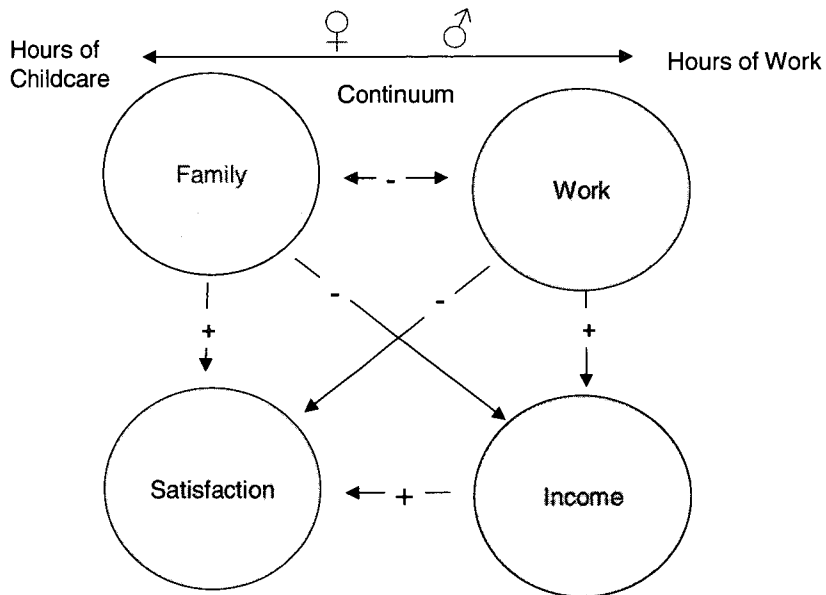 ♀ ♂
Hours of
Childcare
Hours of Work
Continuum
Family
-
Work
-
-
+
+
Satisfaction
+
Income